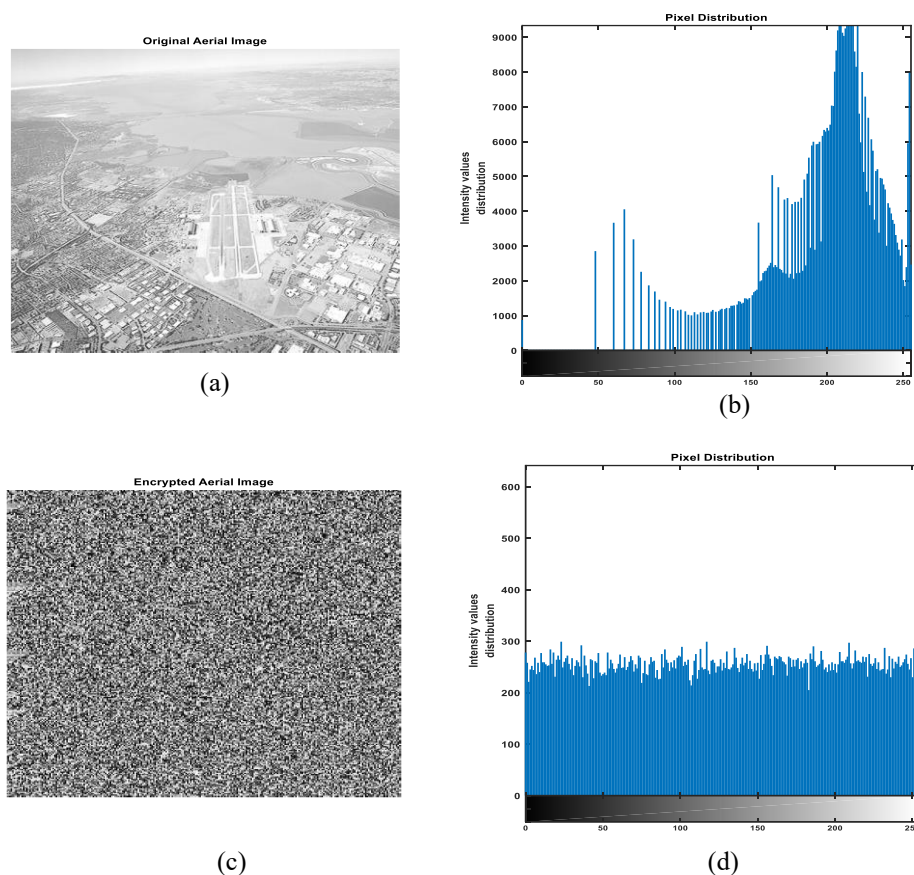 Original Aerial Image
(a)
Pixel Distribution
Intensity values
distribution
9000
8000
7000
6000
5000
4000
3000
2000
1000
0
0
50
100
150
200
250
(b)
Encrypted Aerial Image
(c)
Pixel Distribution
Intensity values
distribution
600
500
400
300
200
100
0
0
50
100
150
200
250
(d)